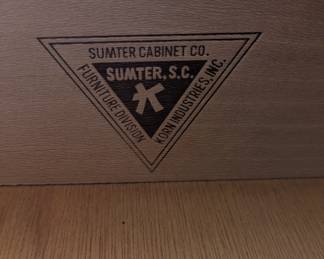 SUMTER CABINET CO.
SUMTER, S.C.
K
FURNITURE DIVISION
KORN INDUSTRIES, INC.